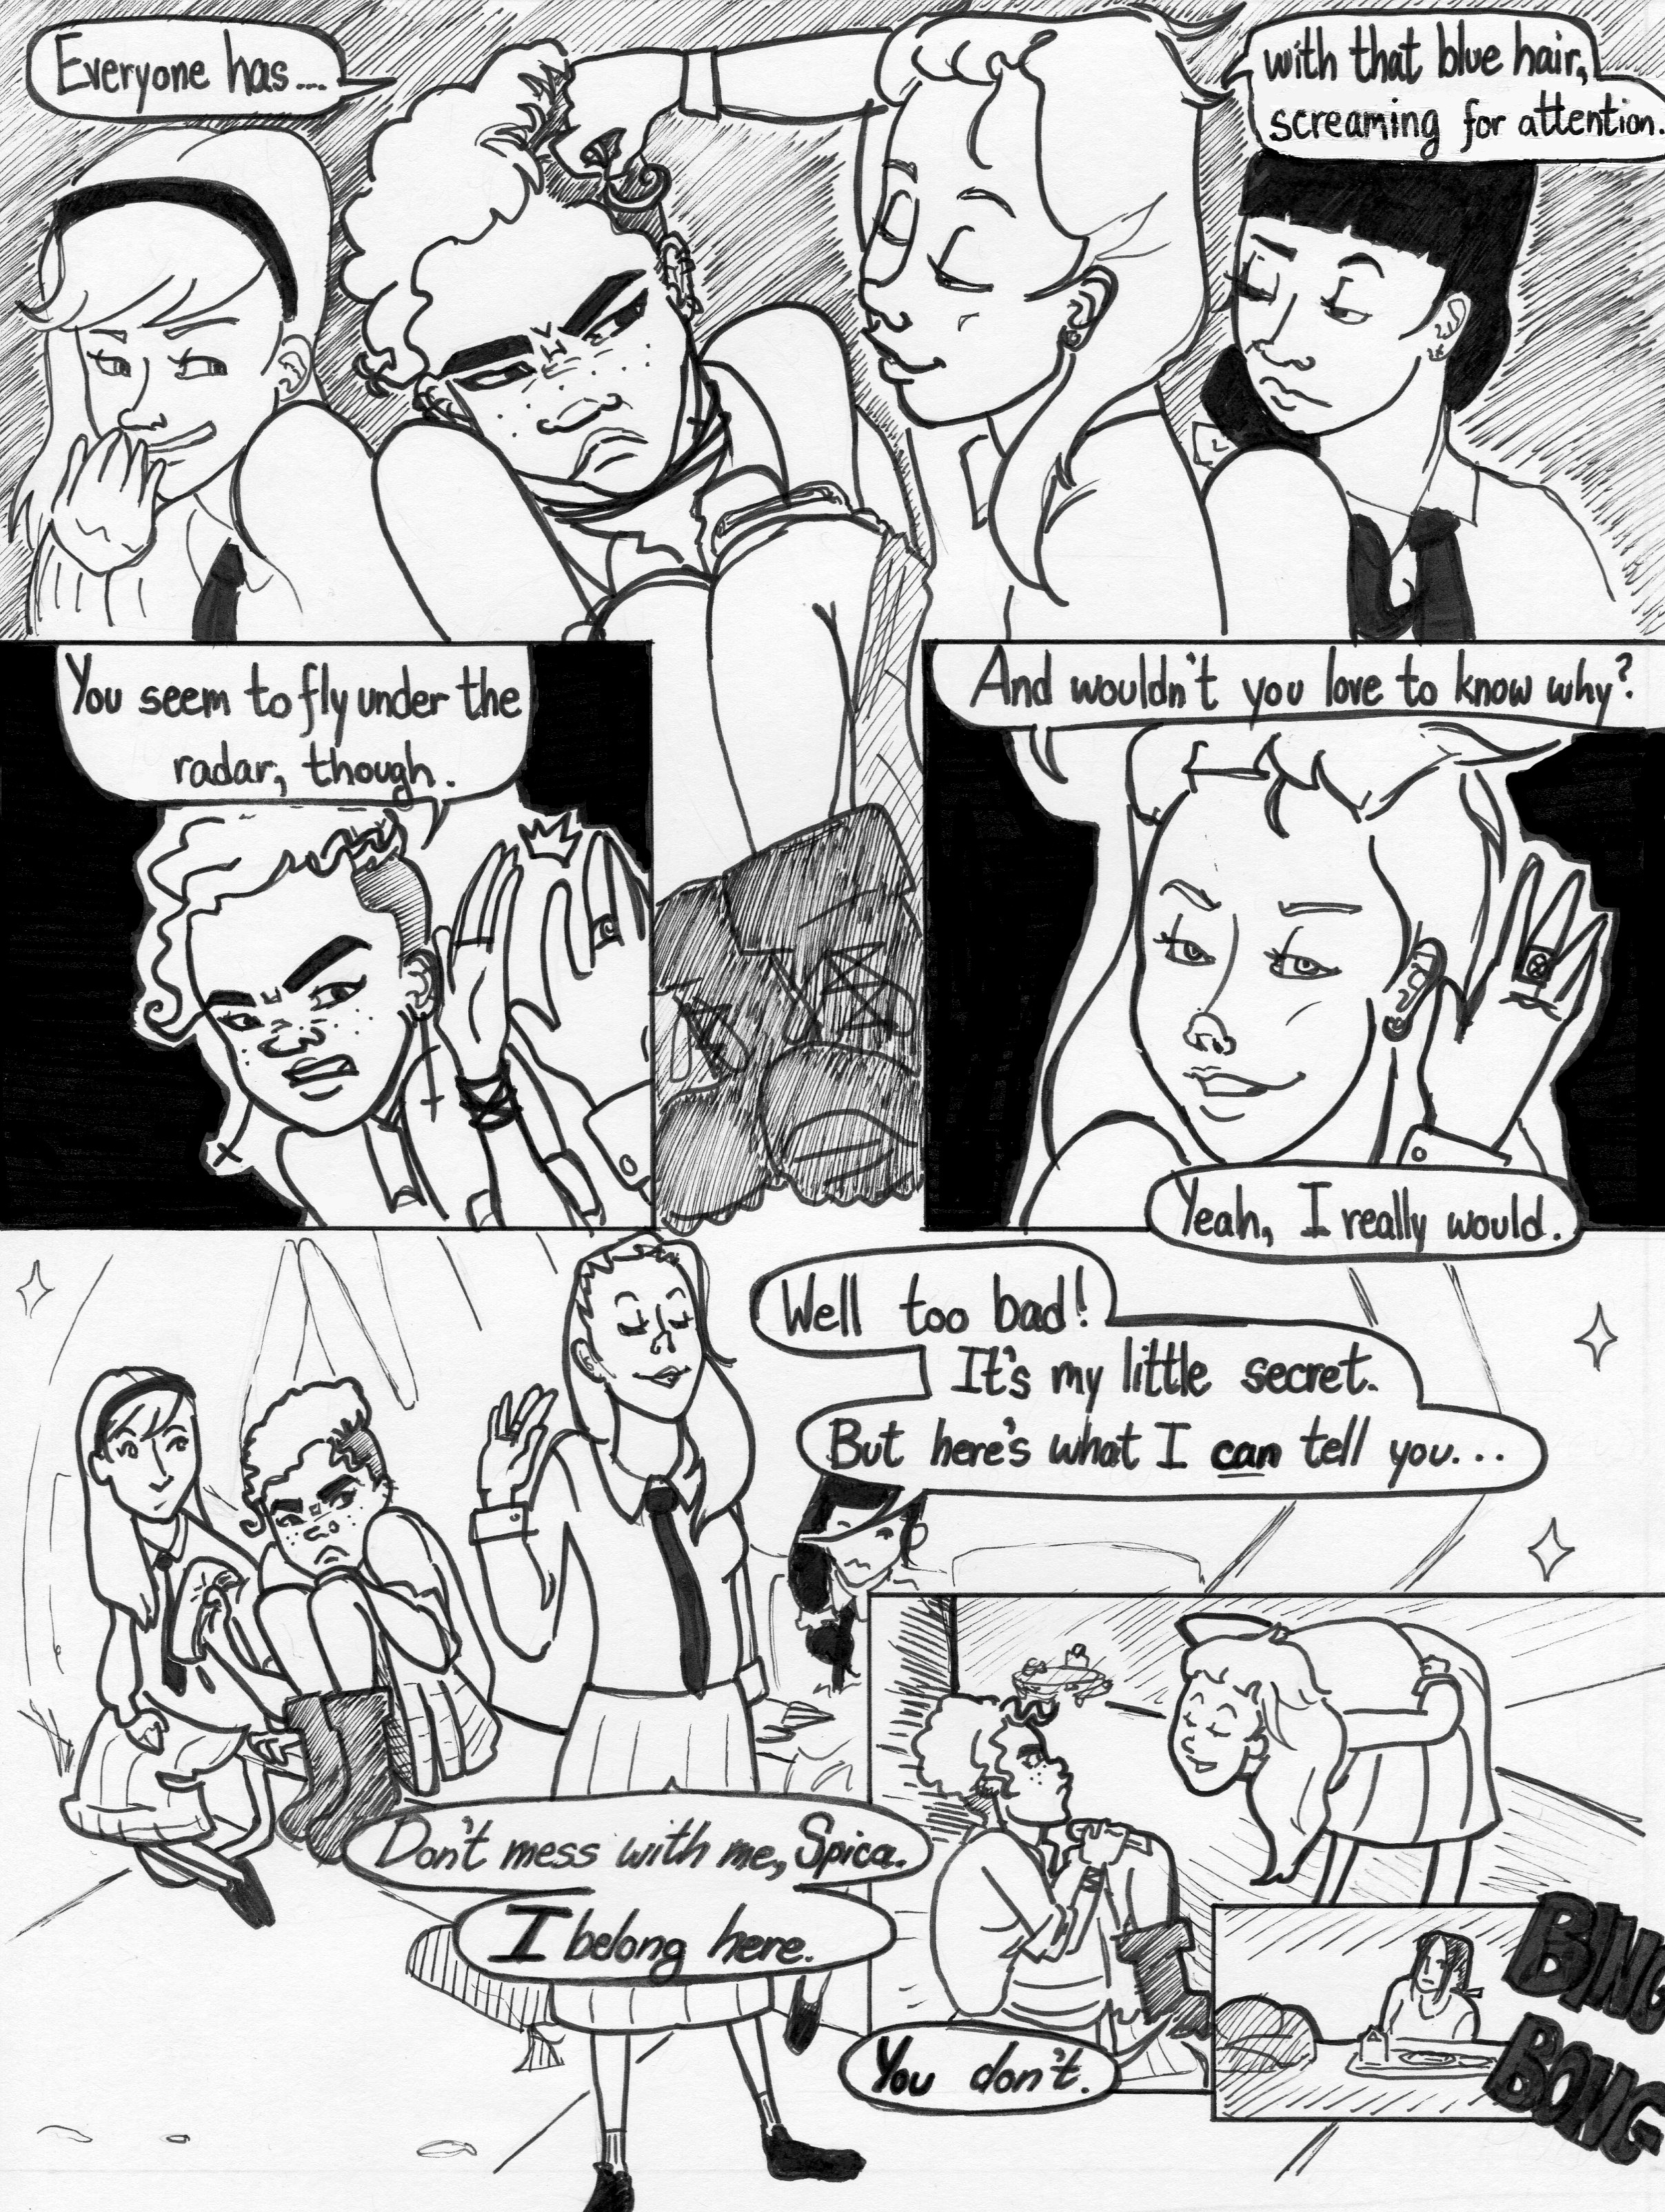 Everyone has...
with that blue hair,
screaming for attention.
You seem to fly under the
radar, though.
And wouldn't you love to know why?
Yeah, I really would.
Well too bad!
It's my little secret.
But here's what I can tell you...
Don't mess with me, Spica.
I belong here.
You don't.
BING
BONG